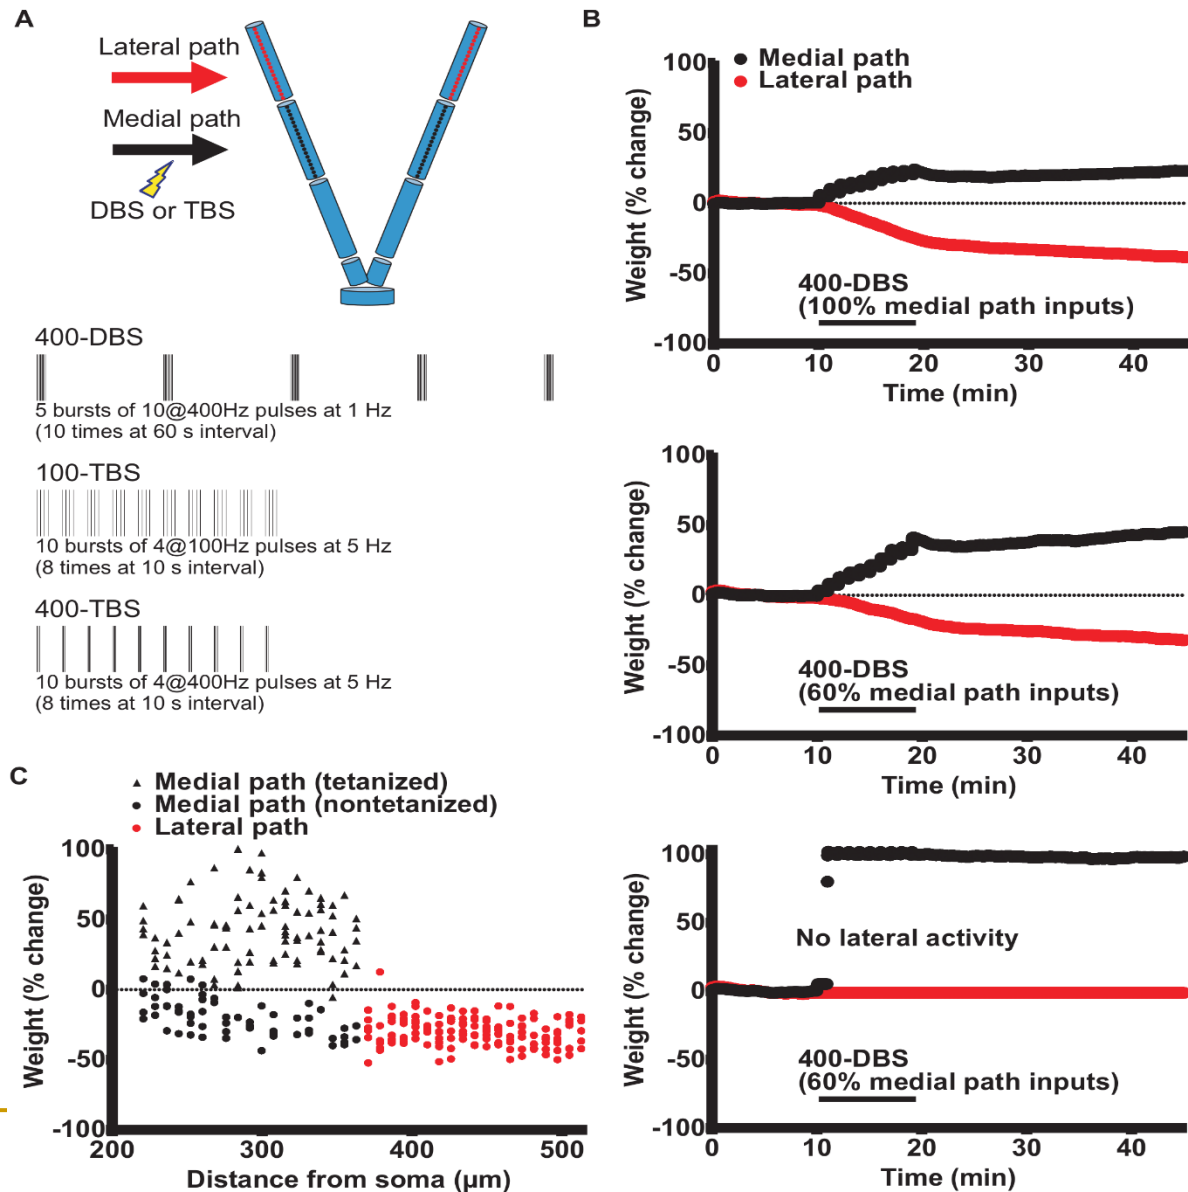 A
Lateral path
Medial path
DBS or TBS
400-DBS
5 bursts of 10@400Hz pulses at 1 Hz
(10 times at 60 s interval)
100-TBS
10 bursts of 4@100Hz pulses at 5 Hz
(8 times at 10 s interval)
400-TBS
10 bursts of 4@400Hz pulses at 5 Hz
(8 times at 10 s interval)
B
Medial path
Lateral path
Weight (% change)
100
50
0
-50
-100
400-DBS
(100% medial path inputs)
0 10 20 30 40
Time (min)
Weight (% change)
100
50
0
-50
-100
400-DBS
(60% medial path inputs)
0 10 20 30 40
Time (min)
Weight (% change)
100
50
0
-50
-100
No lateral activity
400-DBS
(60% medial path inputs)
0 10 20 30 40
Time (min)
C
Medial path (tetanized)
Medial path (nontetanized)
Lateral path
Weight (% change)
100
50
0
-50
-100
200 300 400 500
Distance from soma (µm)